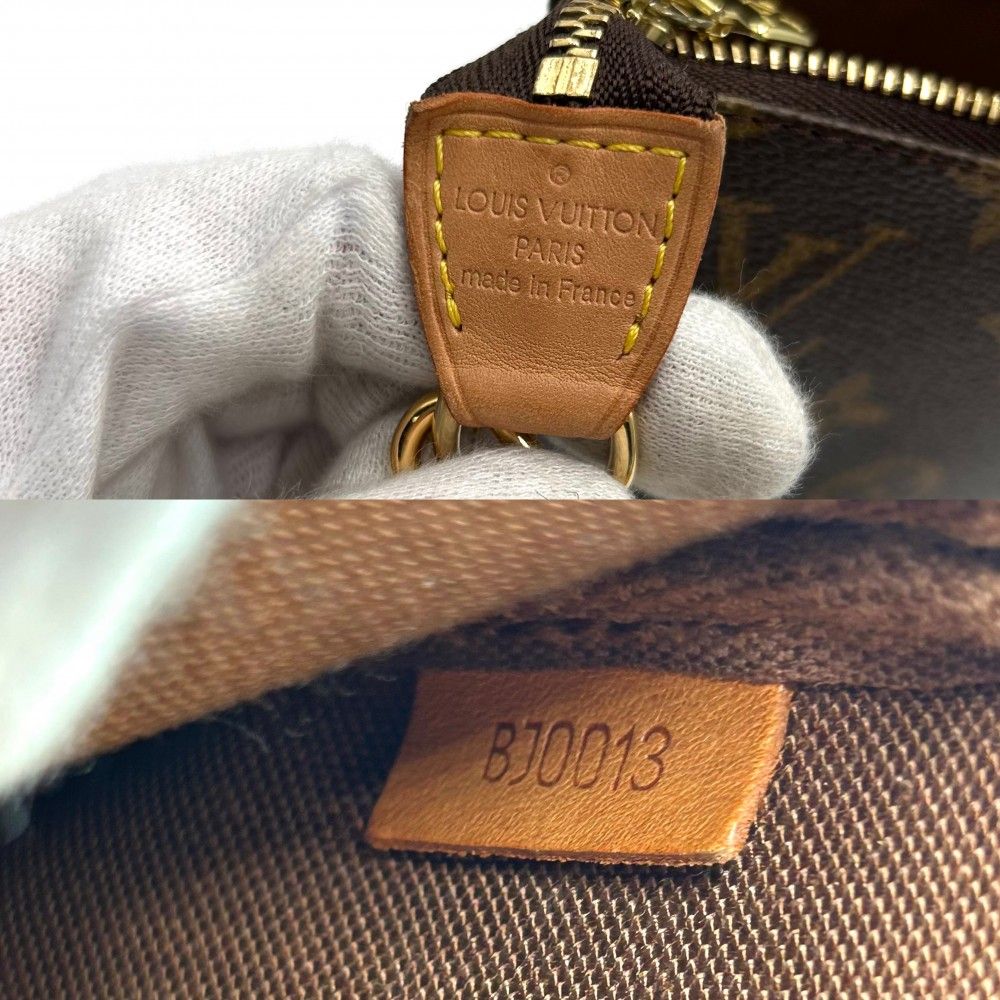 ®
LOUIS VUITTON
PARIS
made in France
BJ0013